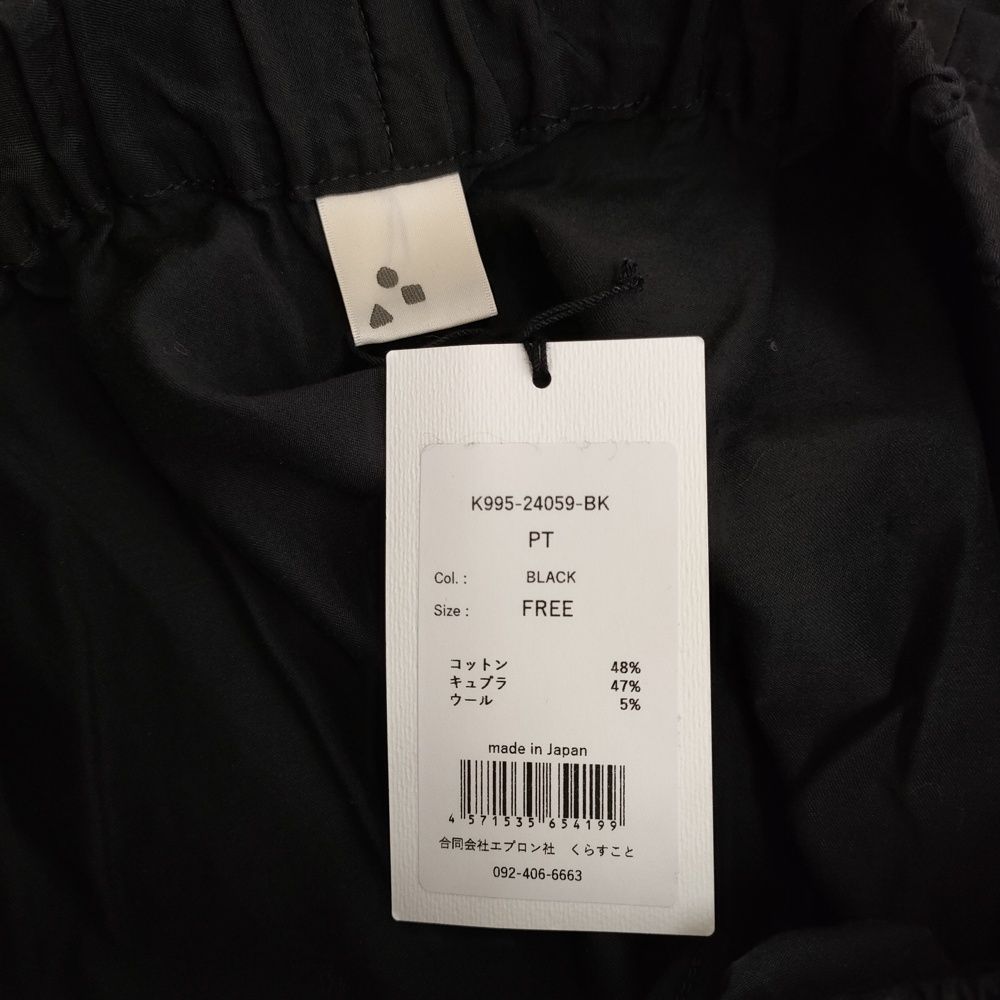 K995-24059-BK
PT
Col. : BLACK
Size : FREE
コットン 48%
キュプラ 47%
ウール 5%
made in Japan
4 571535 654199
合同会社エプロン社 くらすこと
092-406-6663